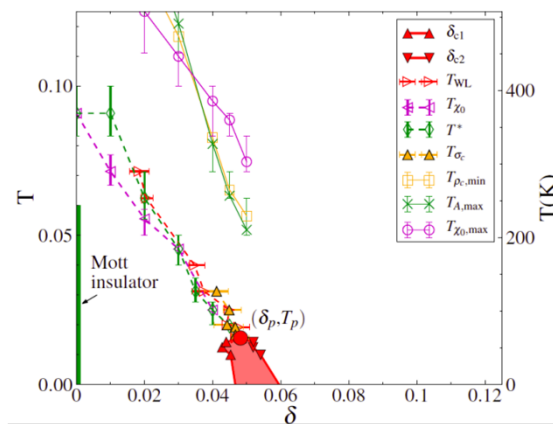 T
0.10
0.05
0.00
0
0.02
0.04
0.06
0.08
0.10
0.12
δ
400
200
0
T(K)
Mott
insulator
(δp,Tp)
δc1
δc2
TWL
Tχ0
T*
Tσc
Tρc,min
TA,max
Tχ0,max